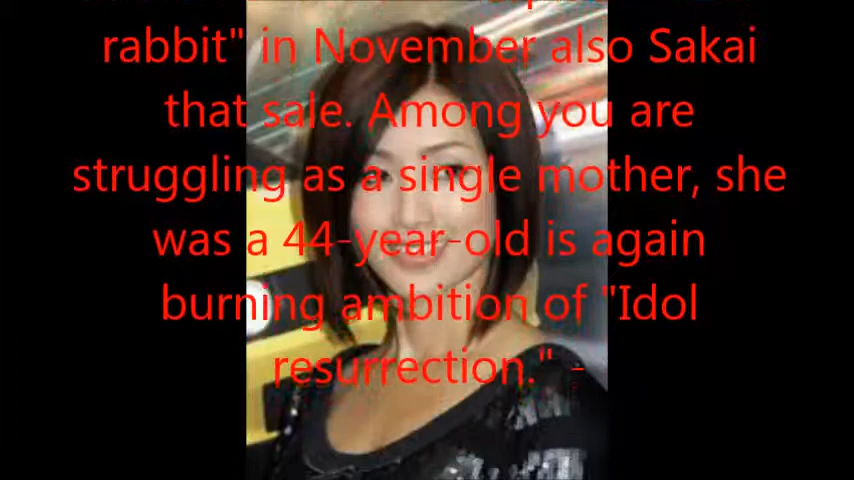 rabbit" in November also Sakai
that sale. Among you are
struggling as a single mother, she
was a 44-year-old is again
burning ambition of "Idol
resurrection." -